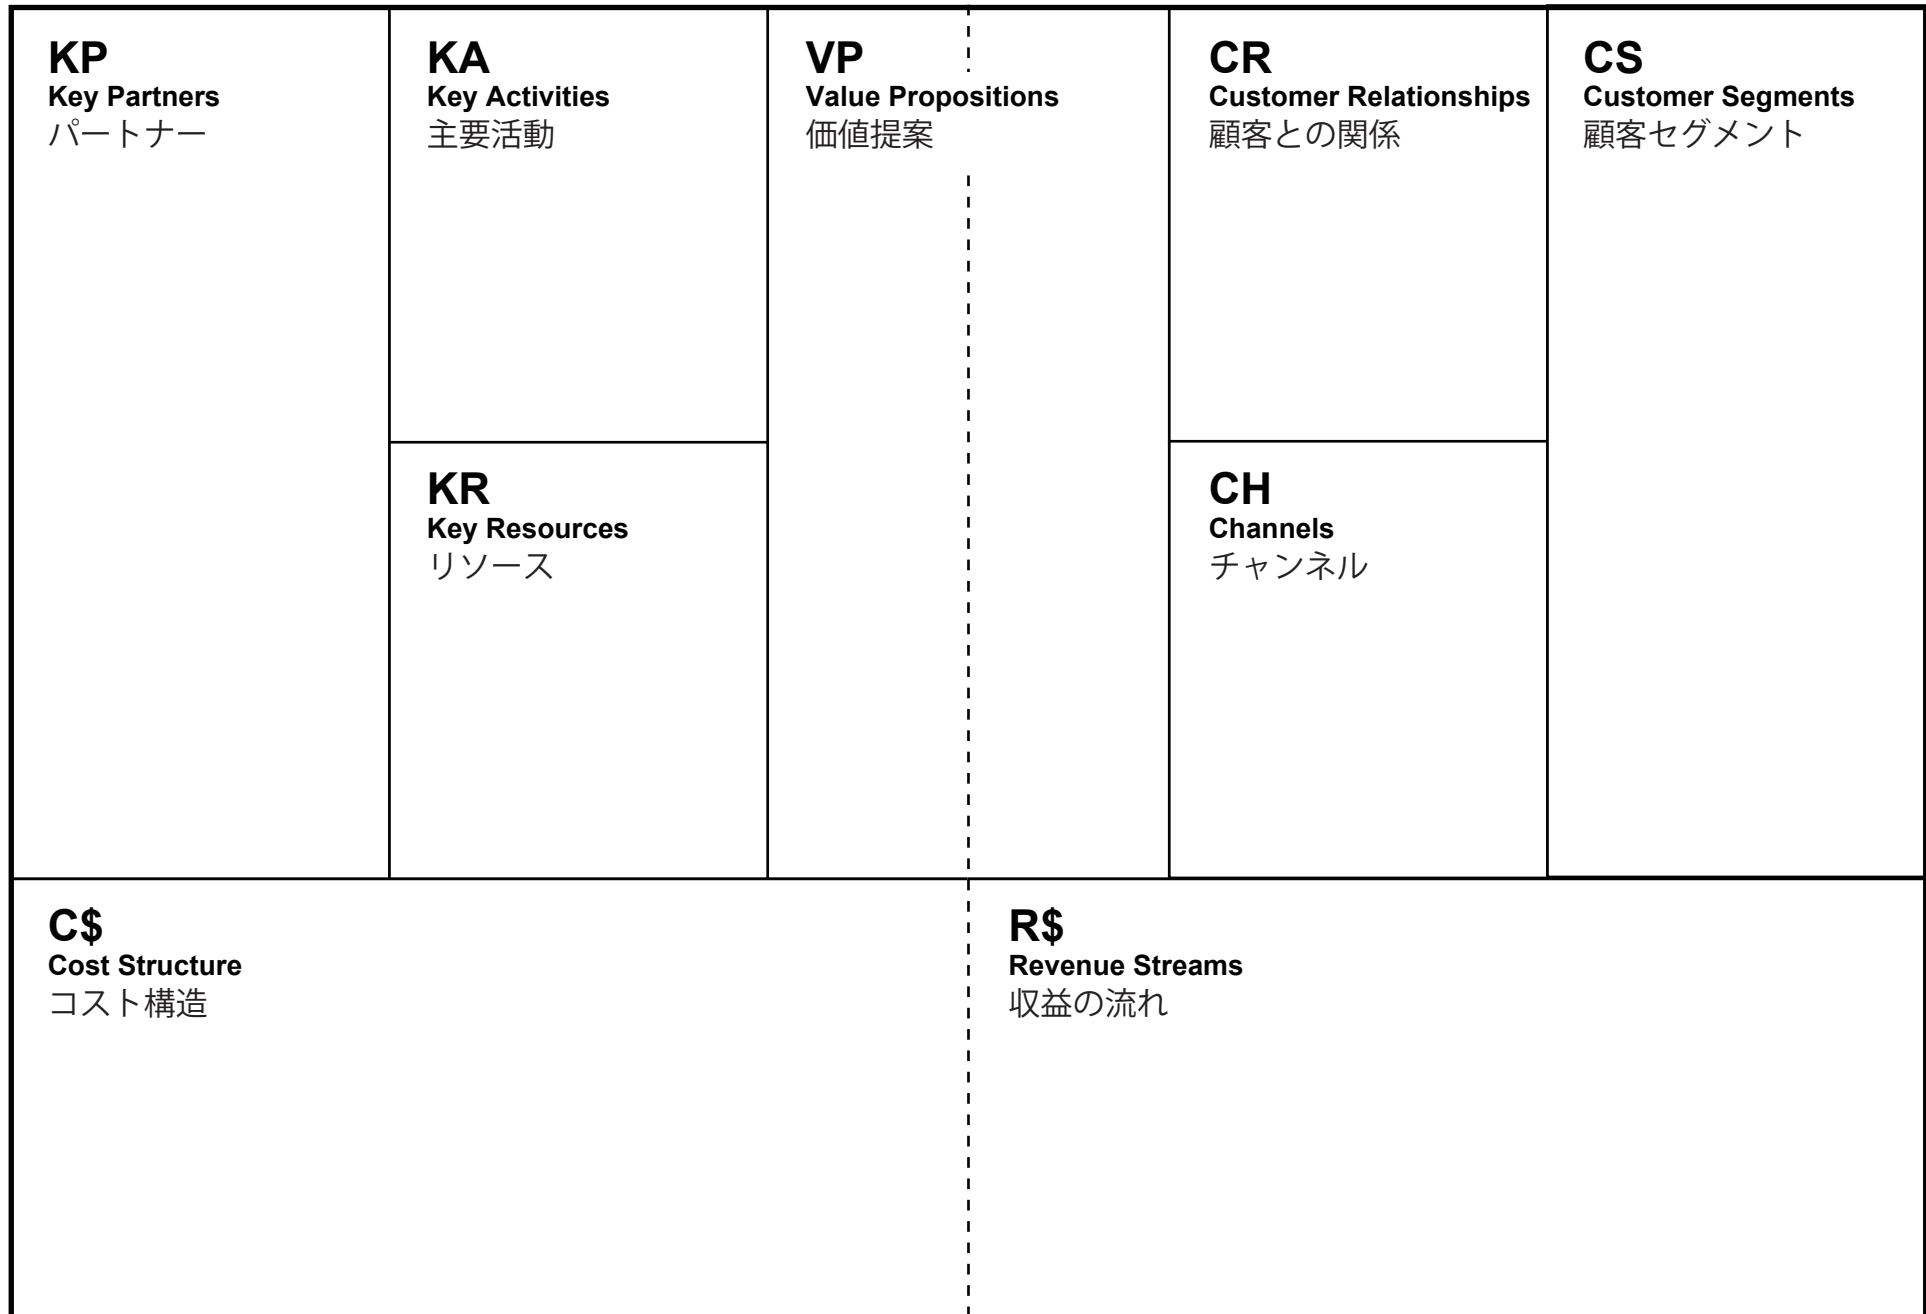 KP
Key Partners
パートナー
KA
Key Activities
主要活動
KR
Key Resources
リソース
VP
Value Propositions
価値提案
CR
Customer Relationships
顧客との関係
CH
Channels
チャンネル
CS
Customer Segments
顧客セグメント
C$
Cost Structure
コスト構造
R$
Revenue Streams
収益の流れ